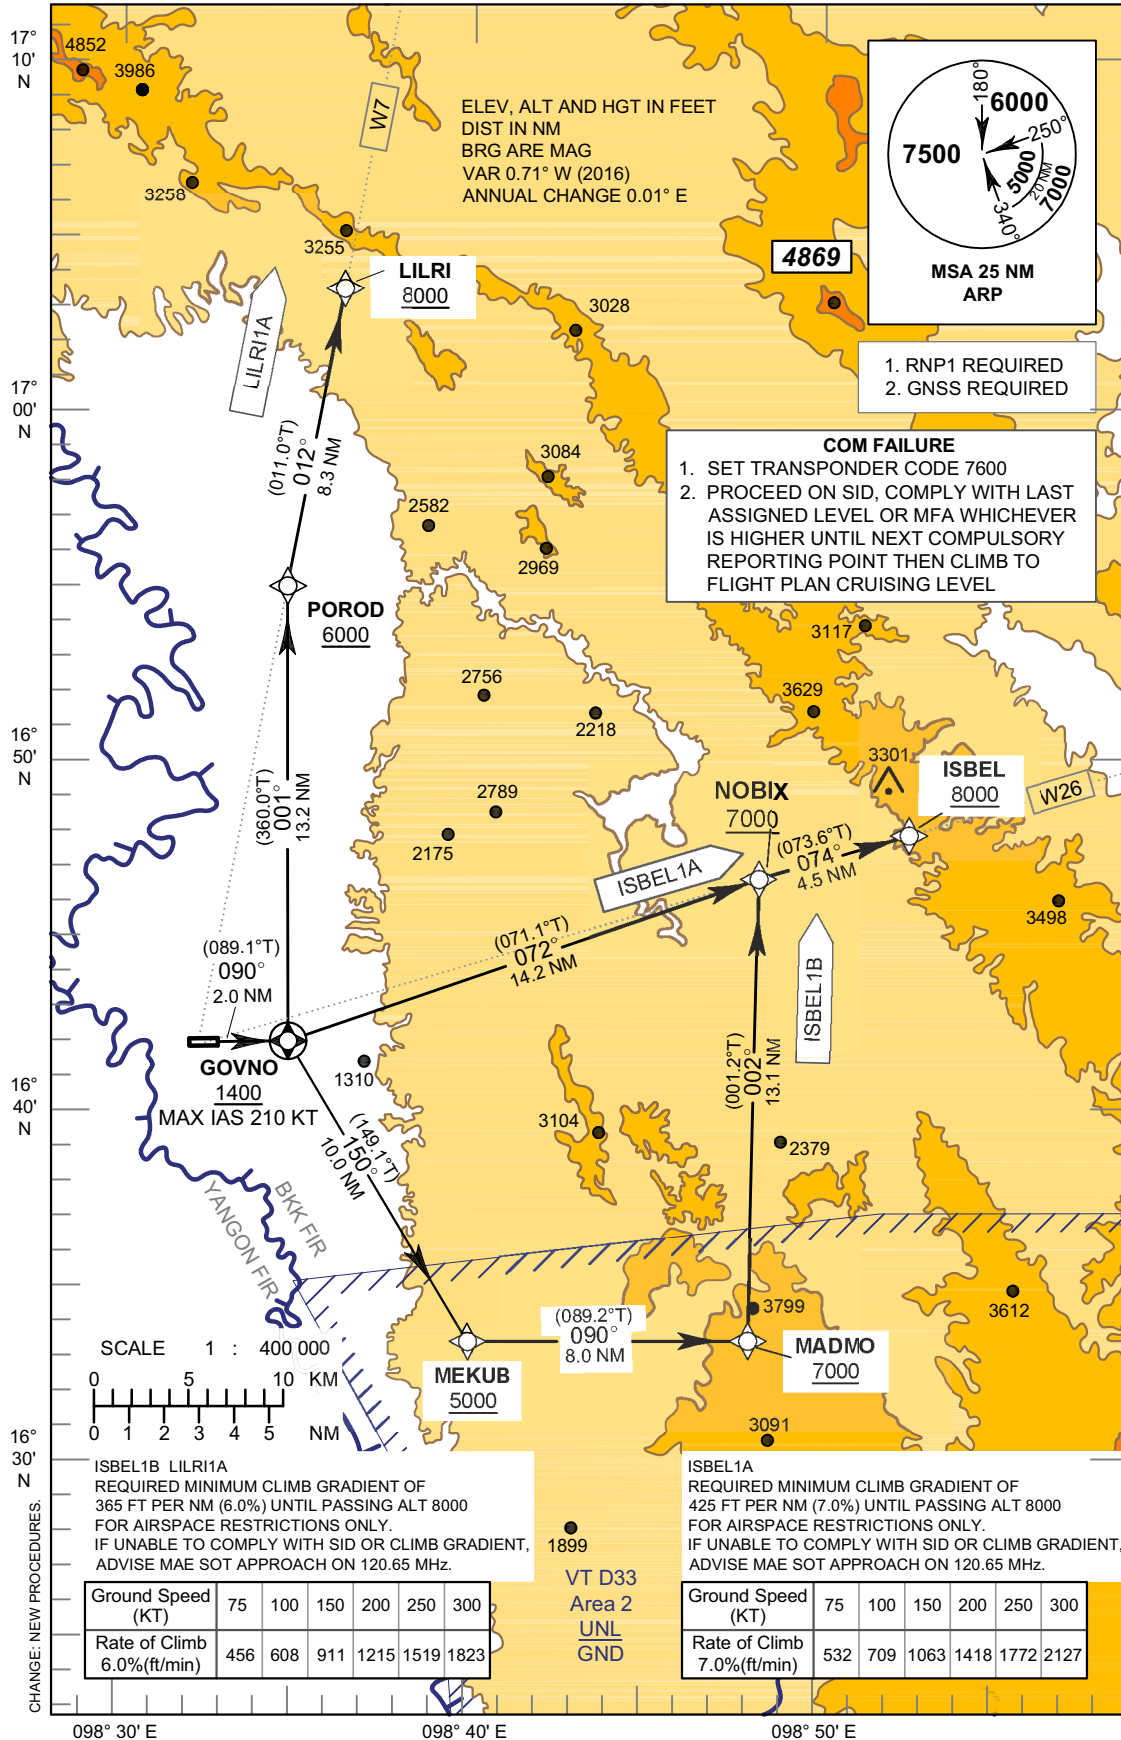 17°
10'
N
4852
3986
3258
3255
W7
ELEV, ALT AND HGT IN FEET
DIST IN NM
BRG ARE MAG
VAR 0.71° W (2016)
ANNUAL CHANGE 0.01° E
180°
6000
250°
7500
5000
20 NM
7000
340°
MSA 25 NM
ARP
4869
LILRI
8000
3028
LILRI1A
1. RNP1 REQUIRED
2. GNSS REQUIRED
17°
00'
N
(011.0°T)
012°
8.3 NM
COM FAILURE
1. SET TRANSPONDER CODE 7600
2. PROCEED ON SID, COMPLY WITH LAST
ASSIGNED LEVEL OR MFA WHICHEVER
IS HIGHER UNTIL NEXT COMPULSORY
REPORTING POINT THEN CLIMB TO
FLIGHT PLAN CRUISING LEVEL
3084
2582
2969
POROD
6000
3117
2756
3629
2218
16°
50'
N
3301
ISBEL
8000
W26
NOBIX
7000
2789
2175
(360.0°T)
001°
13.2 NM
(073.6°T)
074°
4.5 NM
ISBEL1A
3498
(071.1°T)
072°
14.2 NM
(089.1°T)
090°
2.0 NM
ISBEL1B
GOVNO
1400
MAX IAS 210 KT
1310
(001.2°T)
002°
13.1 NM
16°
40'
N
3104
2379
(149.1°T)
150°
10.0 NM
YANGON FIR
BKK FIR
3799
3612
(089.2°T)
090°
8.0 NM
SCALE 1 : 400 000
0 5 10 KM
0 1 2 3 4 5 NM
MEKUB
5000
MADMO
7000
3091
16°
30'
N
ISBEL1B LILRI1A
REQUIRED MINIMUM CLIMB GRADIENT OF
365 FT PER NM (6.0%) UNTIL PASSING ALT 8000
FOR AIRSPACE RESTRICTIONS ONLY.
IF UNABLE TO COMPLY WITH SID OR CLIMB GRADIENT,
ADVISE MAE SOT APPROACH ON 120.65 MHz.
ISBEL1A
REQUIRED MINIMUM CLIMB GRADIENT OF
425 FT PER NM (7.0%) UNTIL PASSING ALT 8000
FOR AIRSPACE RESTRICTIONS ONLY.
IF UNABLE TO COMPLY WITH SID OR CLIMB GRADIENT,
ADVISE MAE SOT APPROACH ON 120.65 MHz.
1899
VT D33
Area 2
UNL
GND
Ground Speed (KT) 75 100 150 200 250 300
Rate of Climb 6.0%(ft/min) 456 608 911 1215 1519 1823
Ground Speed (KT) 75 100 150 200 250 300
Rate of Climb 7.0%(ft/min) 532 709 1063 1418 1772 2127
CHANGE: NEW PROCEDURES.
098° 30' E
098° 40' E
098° 50' E